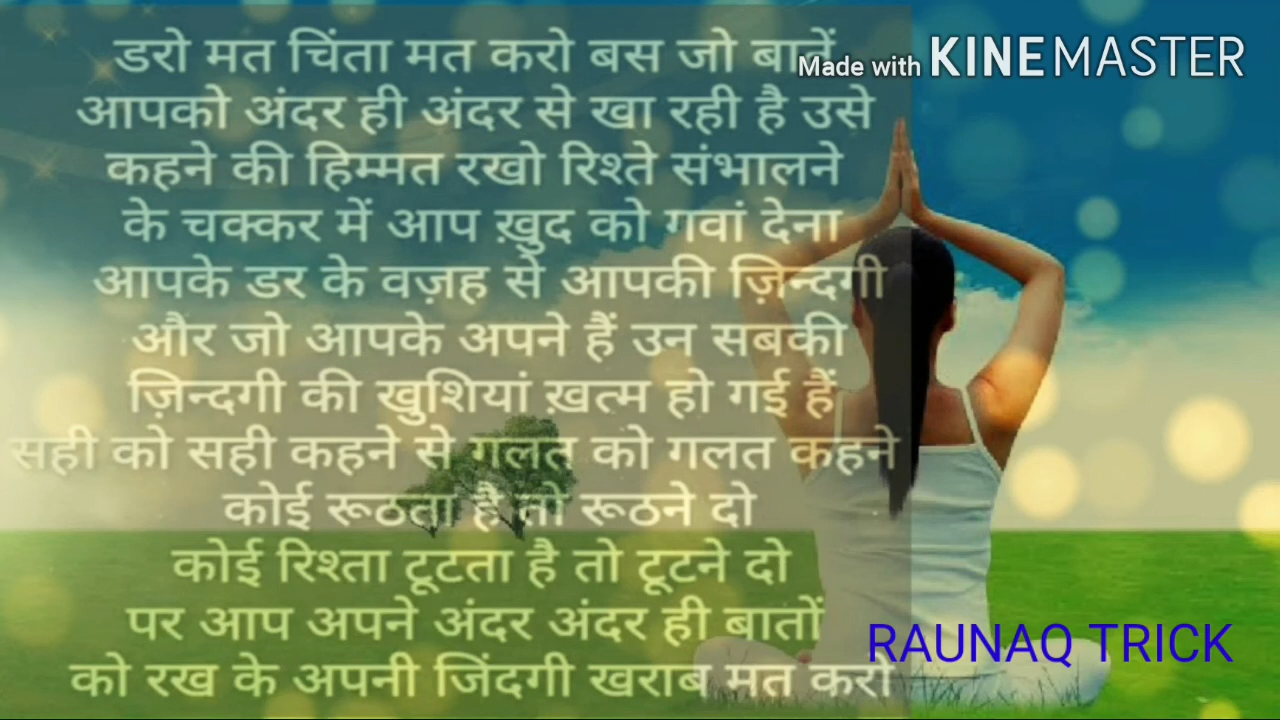 डरो मत चिंता मत करो बस जो बातें
Made with KINEMASTER
आपको अंदर ही अंदर से खा रही है उसे
कहने की हिम्मत रखो रिश्ते संभालने
के चक्कर में आप ख़ुद को गवां देना
आपके डर के वज़ह से आपकी ज़िन्दगी
और जो आपके अपने हैं उन सबकी
ज़िन्दगी की खुशियां ख़त्म हो गई हैं
सही को सही कहने से गलत को गलत कहने
कोई रूठता है तो रूठने दो
कोई रिश्ता टूटता है तो टूटने दो
पर आप अपने अंदर अंदर ही बातों
को रख के अपनी जिंदगी खराब मत करो
RAUNAQ TRICK